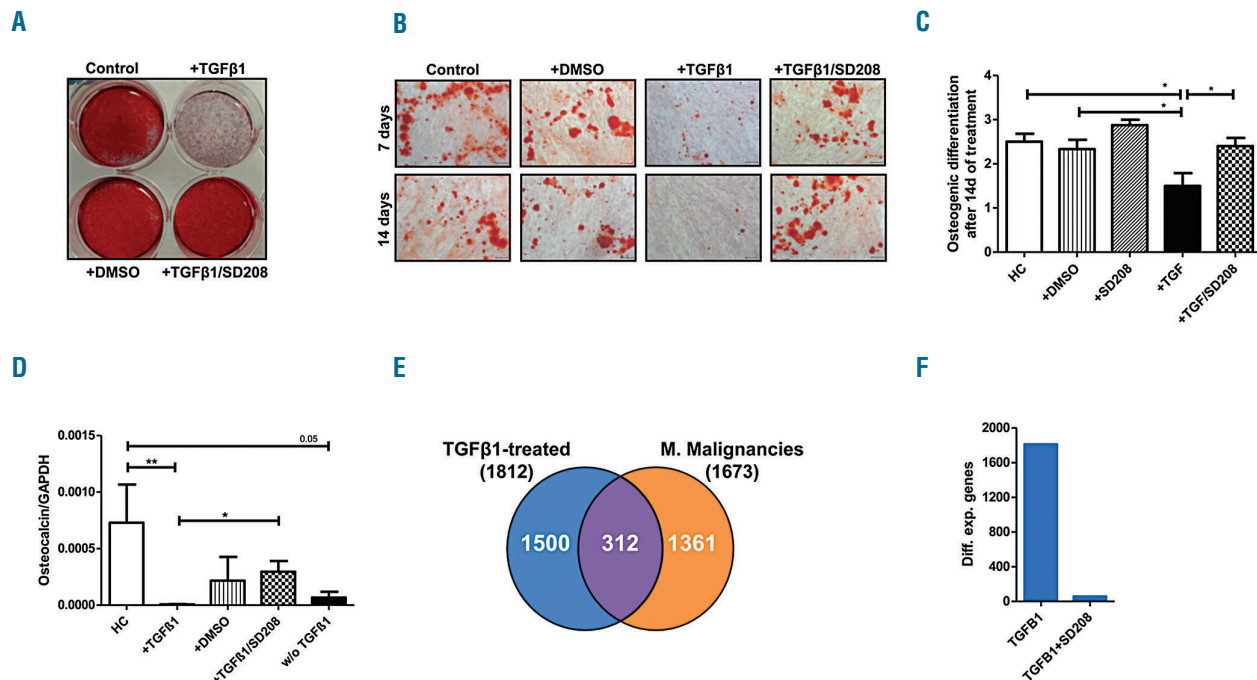 A
Control
+TGFβ1
+DMSO
+TGFβ1/SD208
B
Control
+DMSO
+TGFβ1
+TGFβ1/SD208
7 days
14 days
C
Osteogenic differentiation
after 14d of treatment
4
3
2
1
0
*
*
*
HC
+DMSO
+SD208
+TGF
+TGF/SD208
D
Osteocalcin/GAPDH
0.0015
0.0010
0.0005
0.0000
0.05
**
*
HC
+TGFß1
+DMSO
+TGFß1/SD208
w/o TGFß1
E
TGFβ1-treated
(1812)
M. Malignancies
(1673)
1500
312
1361
F
Diff. exp. genes
2000
1600
1200
800
400
0
TGFB1
TGFB1+SD208